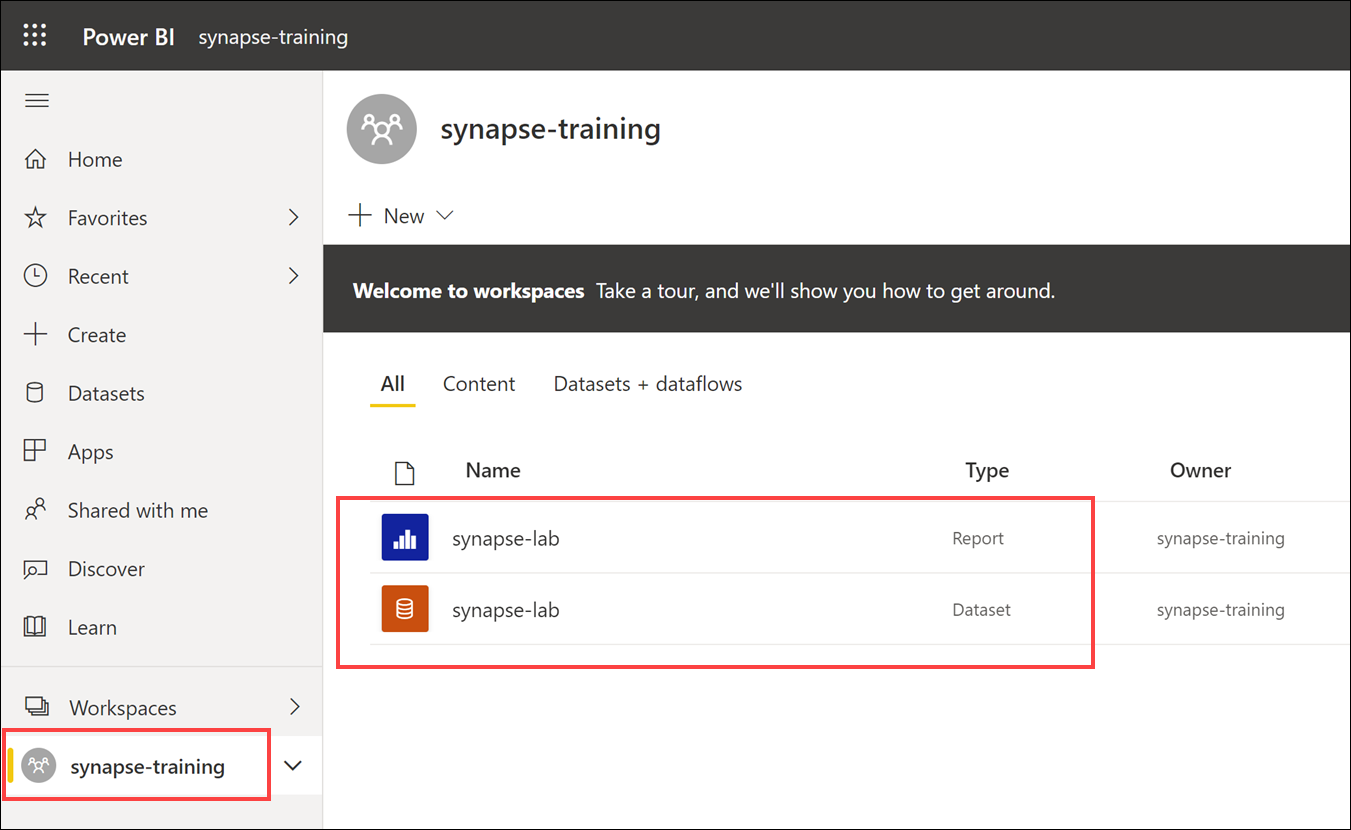 Power BI synapse-training
Home
Favorites
Recent
Create
Datasets
Apps
Shared with me
Discover
Learn
Workspaces
synapse-training
synapse-training
New
Welcome to workspaces Take a tour, and we'll show you how to get around.
All Content Datasets + dataflows
Name Type Owner
synapse-lab Report synapse-training
synapse-lab Dataset synapse-training